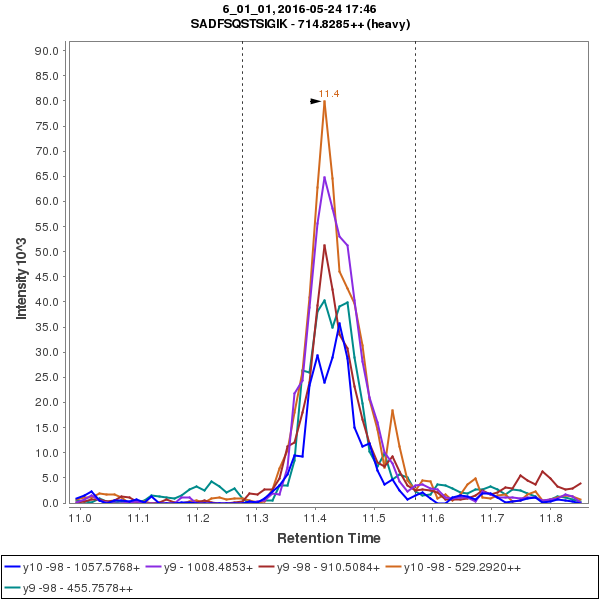 6_01_01, 2016-05-24 17:46
SADFSQSTSIGIK - 714.8285++ (heavy)
90.0
85.0
80.0
75.0
70.0
65.0
60.0
55.0
50.0
45.0
40.0
35.0
30.0
25.0
20.0
15.0
10.0
5.0
0.0
Intensity 10^3
11.4
11.0 11.1 11.2 11.3 11.4 11.5 11.6 11.7 11.8
Retention Time
y10 -98 - 1057.5768+ y9 - 1008.4853+ y9 -98 - 910.5084+ y10 -98 - 529.2920++
y9 -98 - 455.7578++